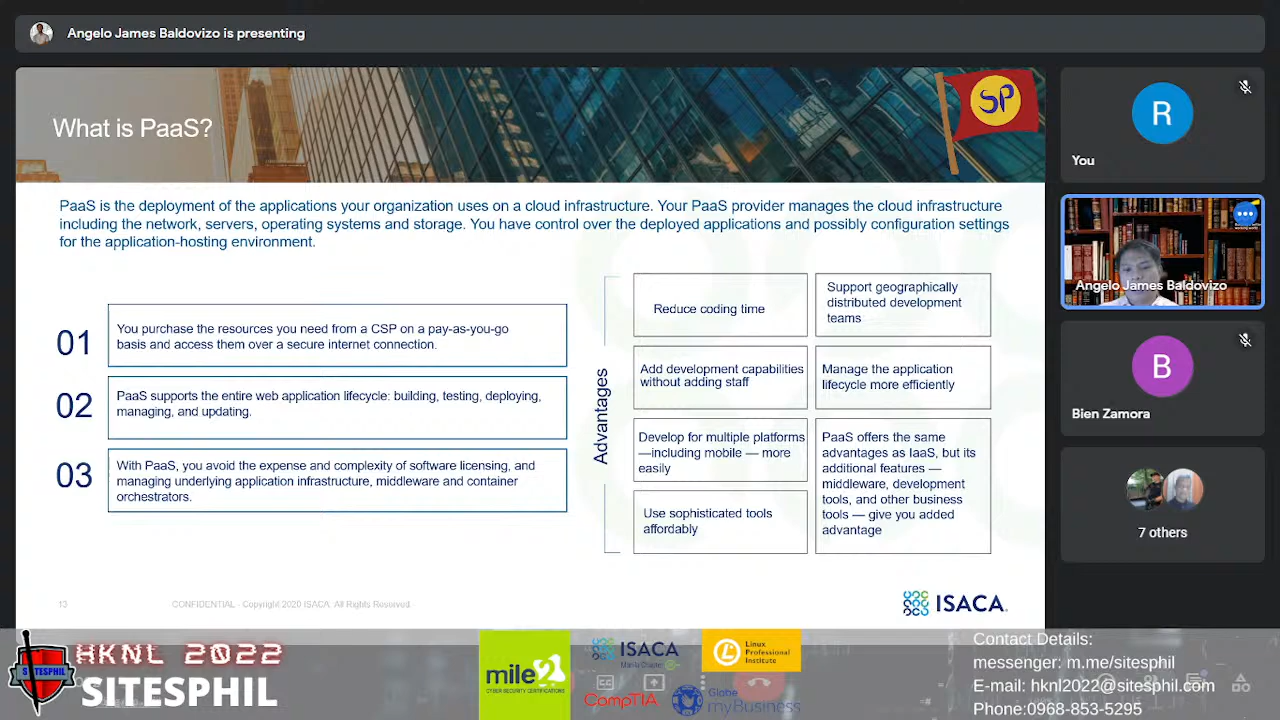 Angelo James Baldovizo is presenting
What is PaaS?
SP
PaaS is the deployment of the applications your organization uses on a cloud infrastructure. Your PaaS provider manages the cloud infrastructure
including the network, servers, operating systems and storage. You have control over the deployed applications and possibly configuration settings
for the application-hosting environment.
01
You purchase the resources you need from a CSP on a pay-as-you-go
basis and access them over a secure internet connection.
02
PaaS supports the entire web application lifecycle: building, testing, deploying,
managing, and updating.
03
With PaaS, you avoid the expense and complexity of software licensing, and
managing underlying application infrastructure, middleware and container
orchestrators.
Advantages
Reduce coding time
Support geographically
distributed development
teams
Add development capabilities
without adding staff
Manage the application
lifecycle more efficiently
Develop for multiple platforms
—including mobile — more
easily
PaaS offers the same
advantages as IaaS, but its
additional features —
middleware, development
tools, and other business
tools — give you added
advantage
Use sophisticated tools
affordably
13
CONFIDENTIAL - Copyright 2020 ISACA. All Rights Reserved
ISACA.
R
You
Angelo James Baldovizo
B
Bien Zamora
7 others
SITESPHIL
HKNL 2022
SITESPHIL
mile2
CYBER SECURITY CERTIFICATIONS
ISACA
Manila Chapter
CompTIA
Linux
Professional
Institute
Globe
myBusiness
Contact Details:
messenger: m.me/sitesphil
E-mail: hknl2022@sitesphil.com
Phone:0968-853-5295